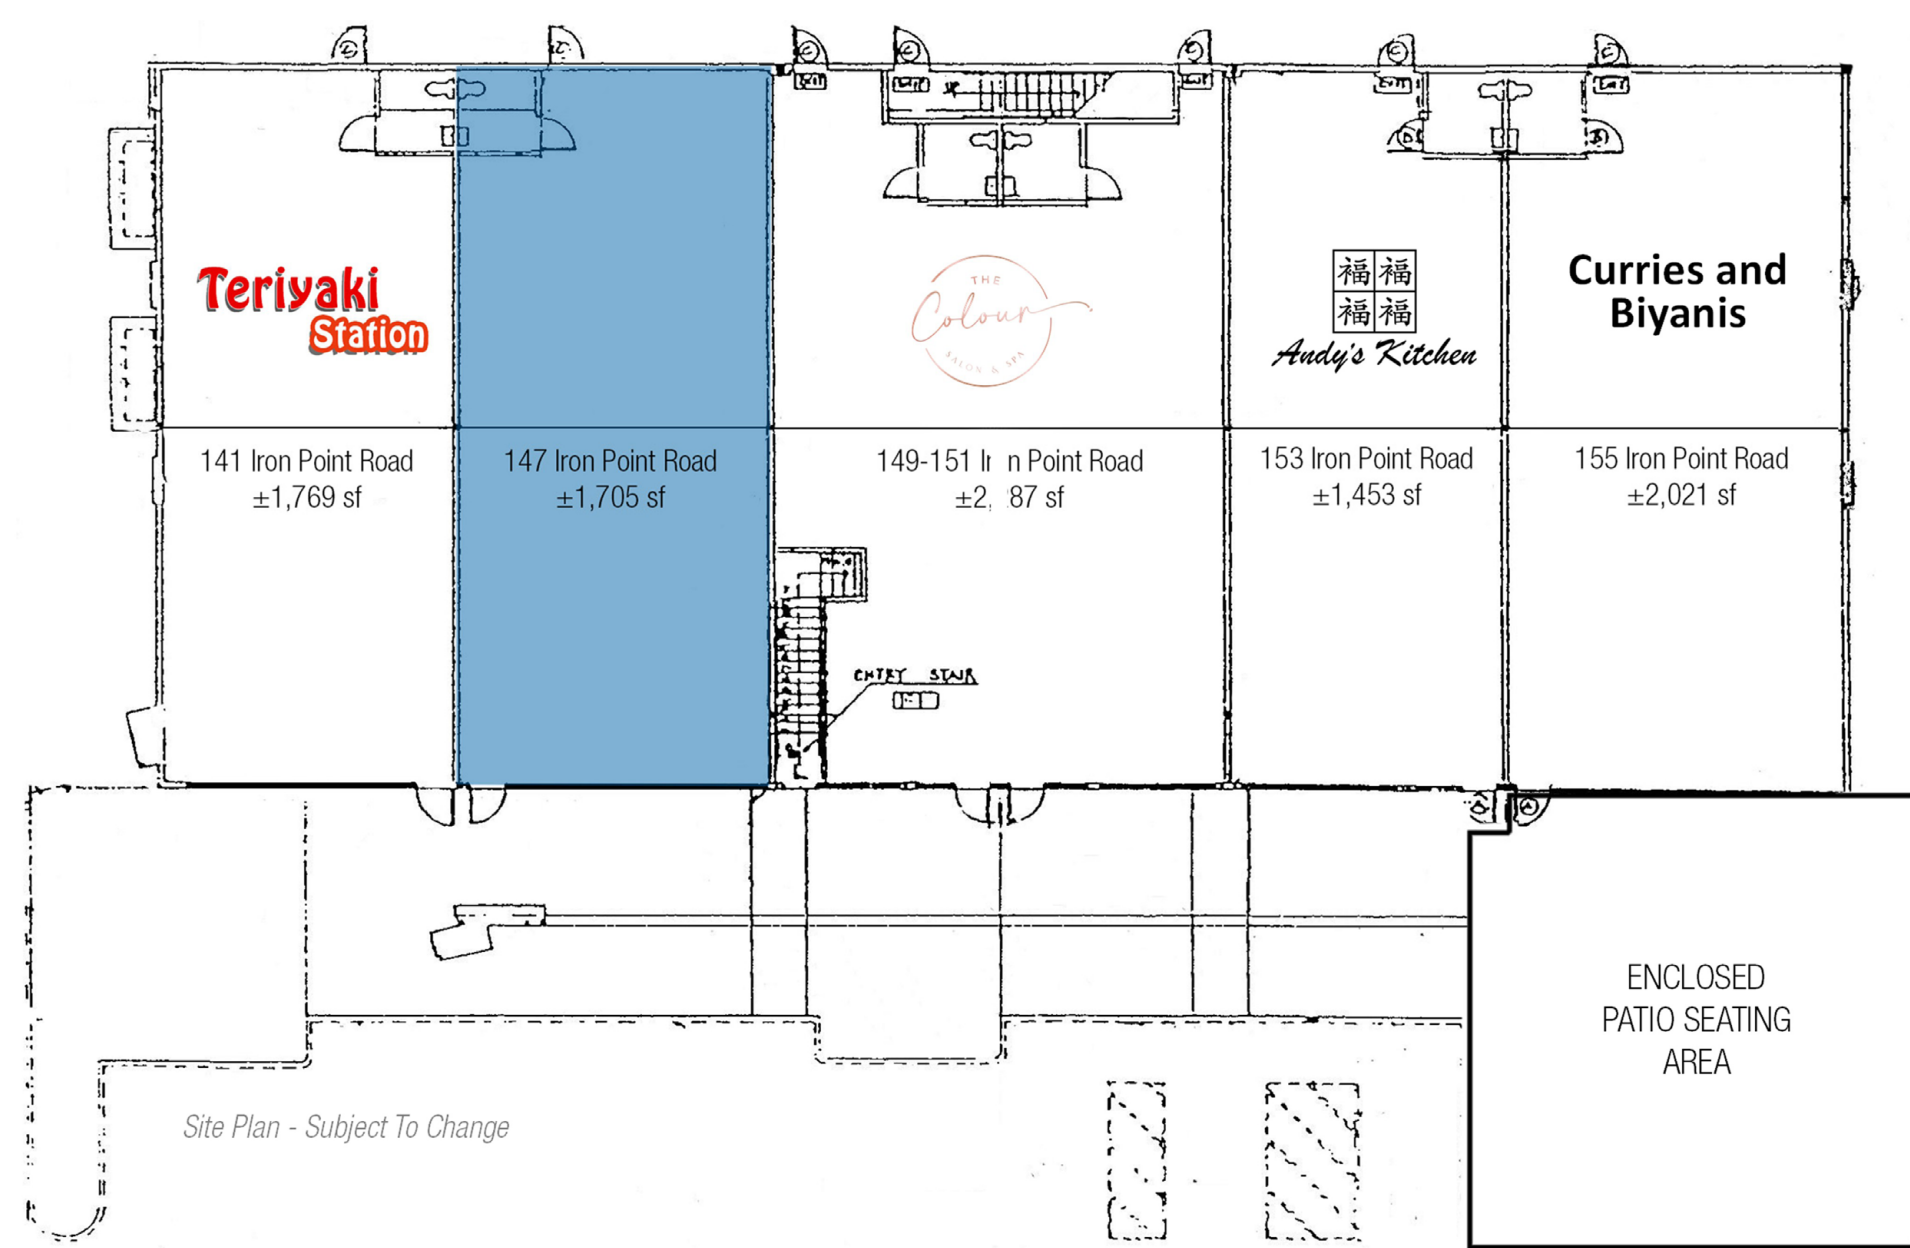 Teriyaki
Station
THE
Colour
SALON & SPA
福福
福福
Andy's Kitchen
Curries and
Biyanis
141 Iron Point Road
±1,769 sf
147 Iron Point Road
±1,705 sf
149-151 Ir n Point Road
±2, 87 sf
153 Iron Point Road
±1,453 sf
155 Iron Point Road
±2,021 sf
ENTRY STAIR
ENCLOSED
PATIO SEATING
AREA
Site Plan - Subject To Change